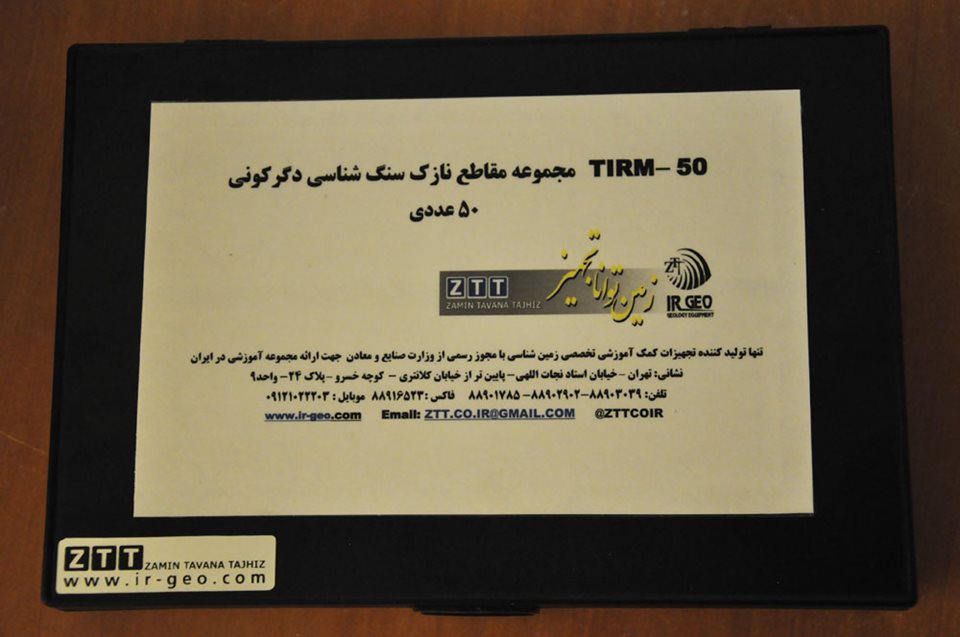 TIRM- 50 مجموعه مقاطع نازک سنگ شناسی دگرگونی
۵۰ عددی
ZTT
ZAMIN TAVANA TAJHIZ
زمین توانا تجهیز
ZTT
IR GEO
GEOLOGY EQUIPMENT
تنها تولید کننده تجهیزات کمک آموزشی تخصصی زمین شناسی با مجوز رسمی از وزارت صنایع و معادن جهت ارائه مجموعه آموزشی در ایران
نشانی: تهران -خیابان استاد نجات اللهی- پایین تر از خیابان کلانتری - کوچه خسرو -پلاک ۲۴- واحد۹
تلفن: ۸۸۹۰۳۰۳۹-۸۸۹۰۲۹۰۲- ۸۸۹۰۱۷۸۵ فاکس: ۸۸۹۱۶۵۲۳ موبایل: ۰۹۱۲۱۰۲۲۲۰۳
www.ir-geo.com Email: ZTT.CO.IR@GMAIL.COM @ZTTCOIR
ZTT ZAMIN TAVANA TAJHIZ
www.ir-geo.com